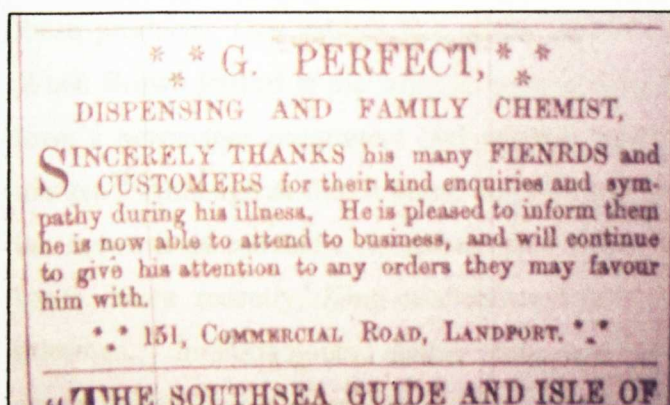 * * * G. PERFECT, * * *
DISPENSING AND FAMILY CHEMIST,
SINCERELY THANKS his many FIENRDS and
CUSTOMERS for their kind enquiries and sym-
pathy during his illness. He is pleased to inform them
he is now able to attend to business, and will continue
to give his attention to any orders they may favour
him with.
*** 151, COMMERCIAL ROAD, LANDPORT. ***
"THE SOUTHSEA GUIDE AND ISLE OF